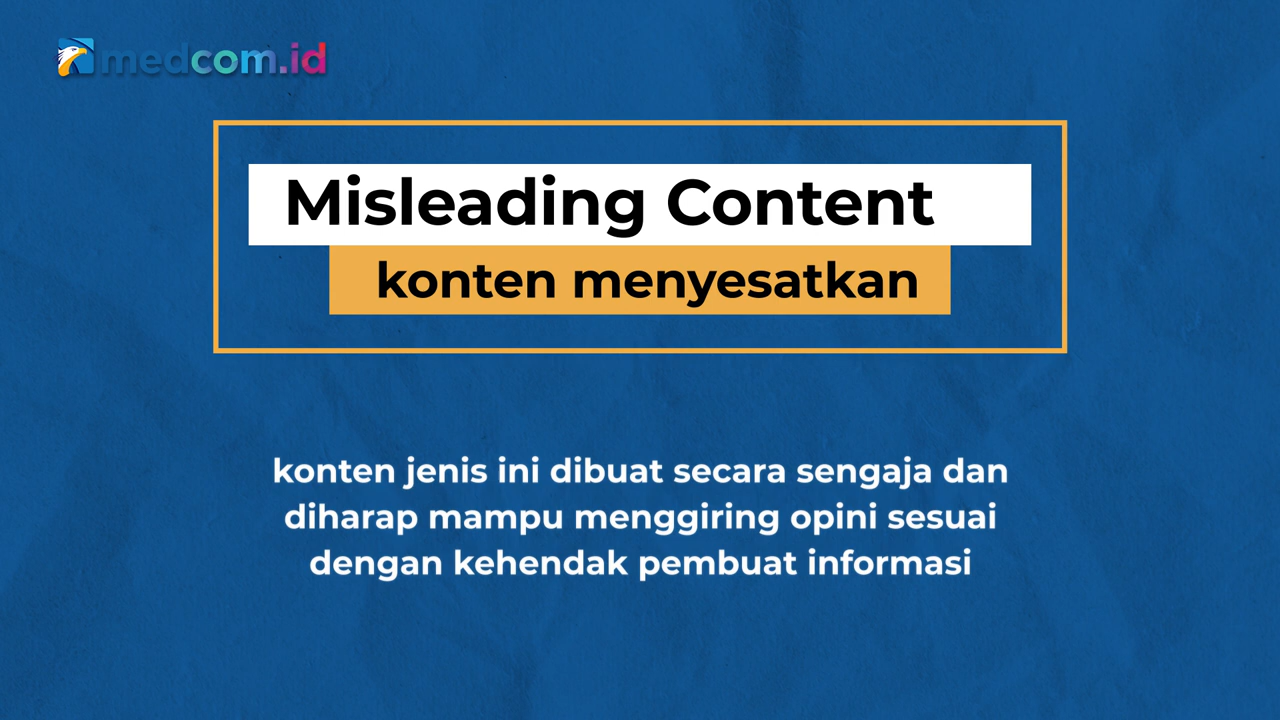 medcom.id
Misleading Content
konten menyesatkan
konten jenis ini dibuat secara sengaja dan
diharap mampu menggiring opini sesuai
dengan kehendak pembuat informasi